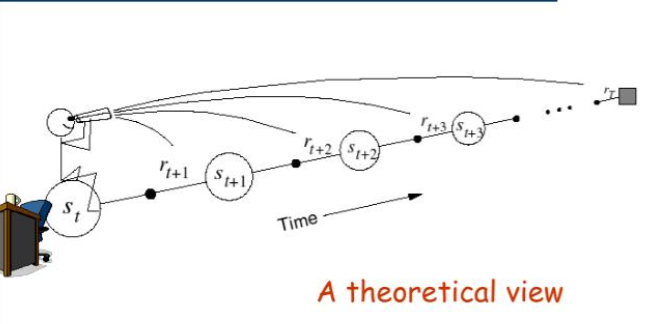 r_T
r_{t+3} s_{t+3}
r_{t+2} s_{t+2}
r_{t+1} s_{t+1}
s_t
Time
A theoretical view